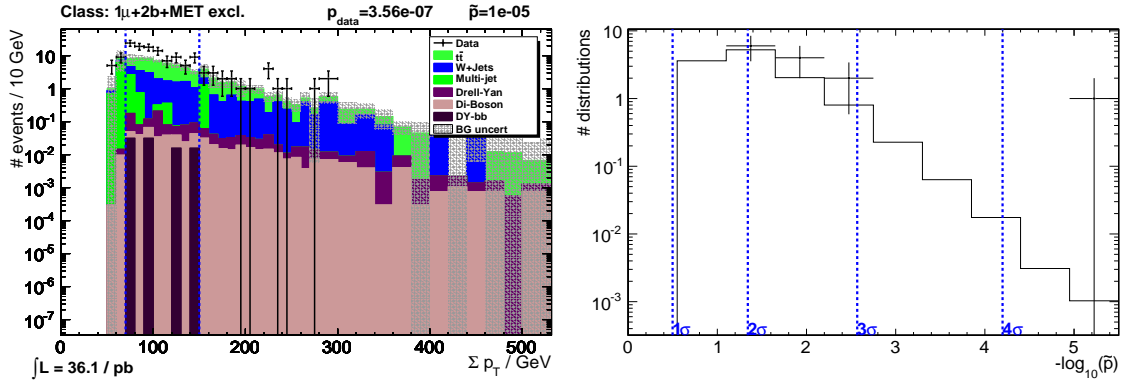 Class: 1μ+2b+MET excl. p_data=3.56e-07 p̃=1e-05
# events / 10 GeV
10
1
10^-1
10^-2
10^-3
10^-4
10^-5
10^-6
10^-7
Data
tt̄
W+Jets
Multi-jet
Drell-Yan
Di-Boson
DY-bb
BG uncert
0 100 200 300 400 500
∫L = 36.1 / pb
Σ p_T / GeV
# distributions
10
1
10^-1
10^-2
10^-3
1σ 2σ 3σ 4σ
0 1 2 3 4 5
-log_10(p̃)